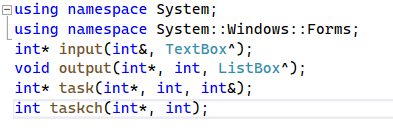 using namespace System;
using namespace System::Windows::Forms;
int* input(int&, TextBox^);
void output(int*, int, ListBox^);
int* task(int*, int, int&);
int taskch(int*, int);